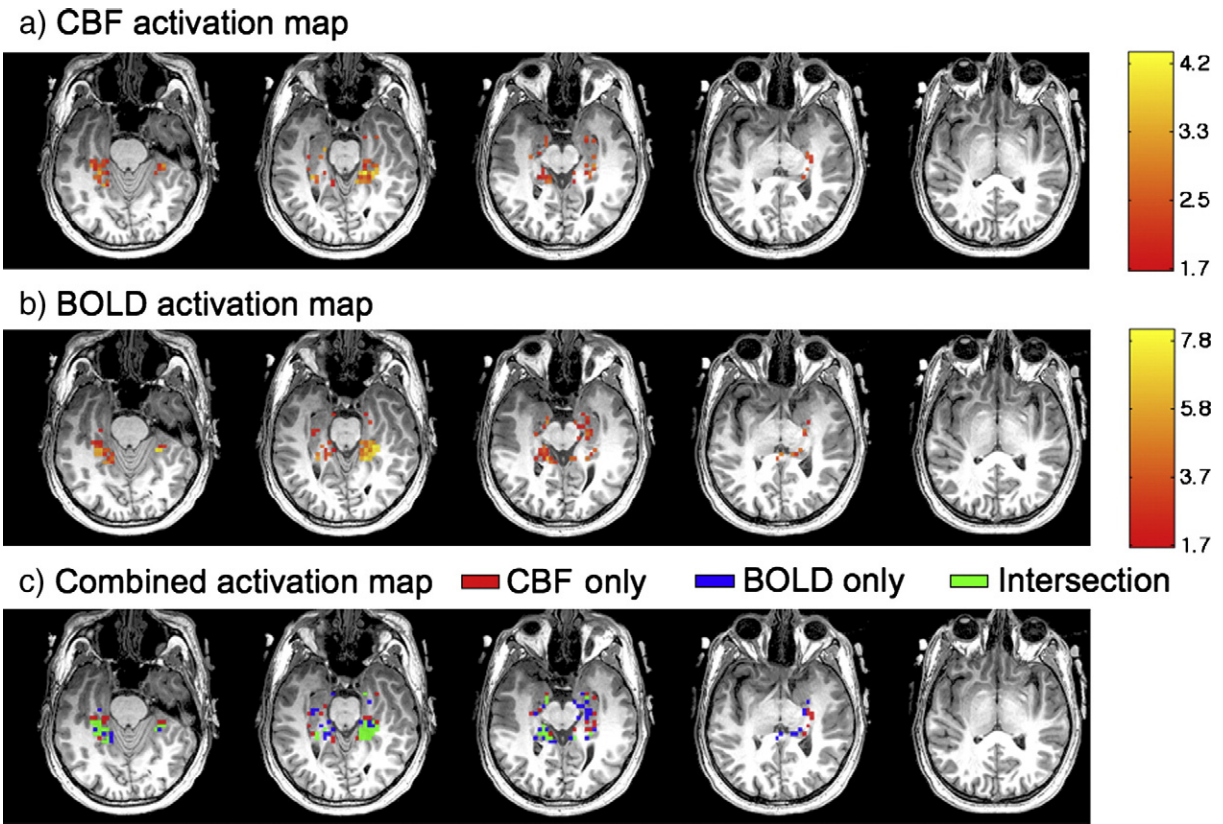 a) CBF activation map
4.2
3.3
2.5
1.7
b) BOLD activation map
7.8
5.8
3.7
1.7
c) Combined activation map CBF only BOLD only Intersection